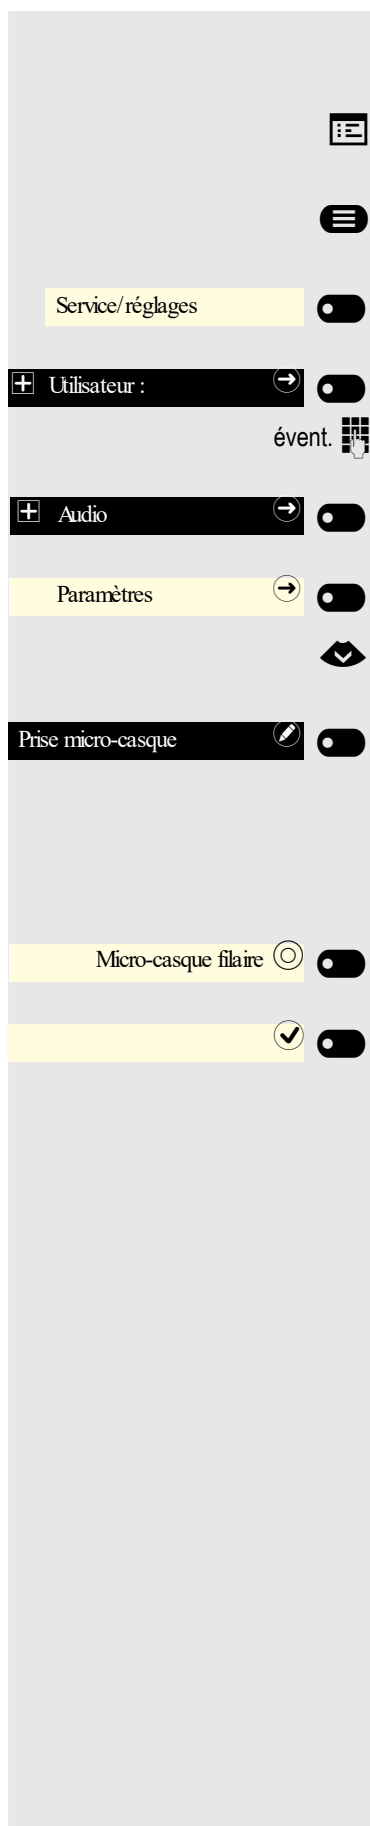 Service/réglages
Utilisateur :
évent.
Audio
Paramètres
Prise micro-casque
Micro-casque filaire